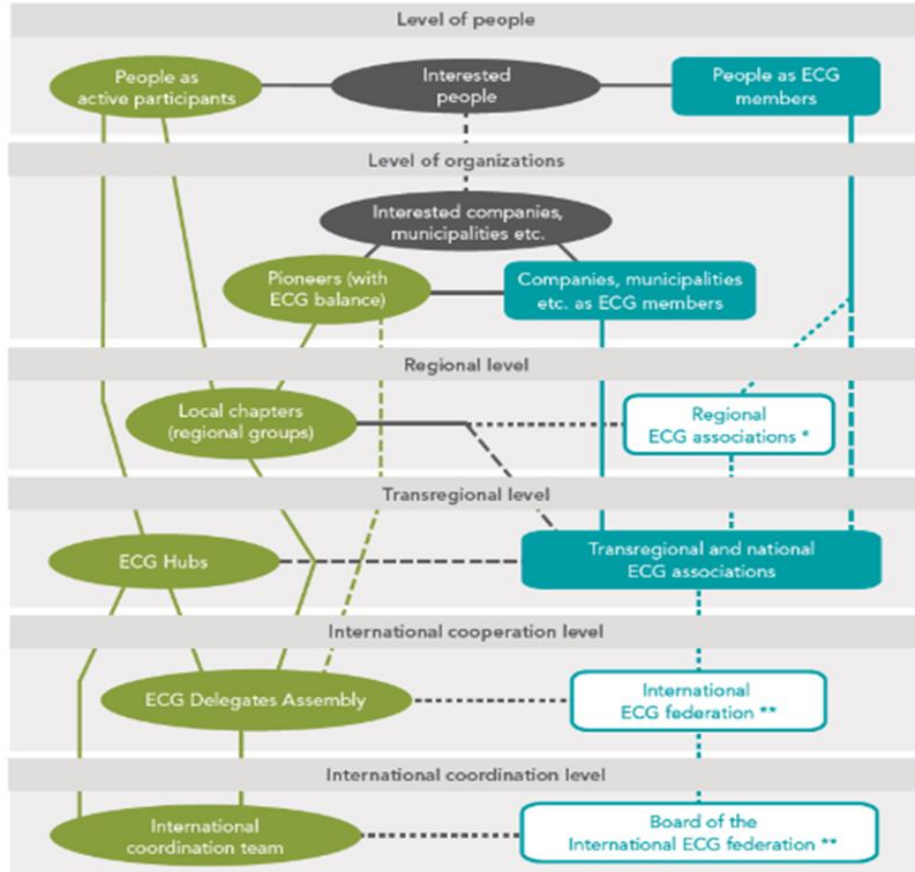 Level of people
People as
active participants
Interested
people
People as ECG
members
Level of organizations
Interested companies,
municipalities etc.
Pioneers (with
ECG balance)
Companies, municipalities
etc. as ECG members
Regional level
Local chapters
(regional groups)
Regional
ECG associations *
Transregional level
ECG Hubs
Transregional and national
ECG associations
International cooperation level
ECG Delegates Assembly
International
ECG federation **
International coordination level
International
coordination team
Board of the
International ECG federation **